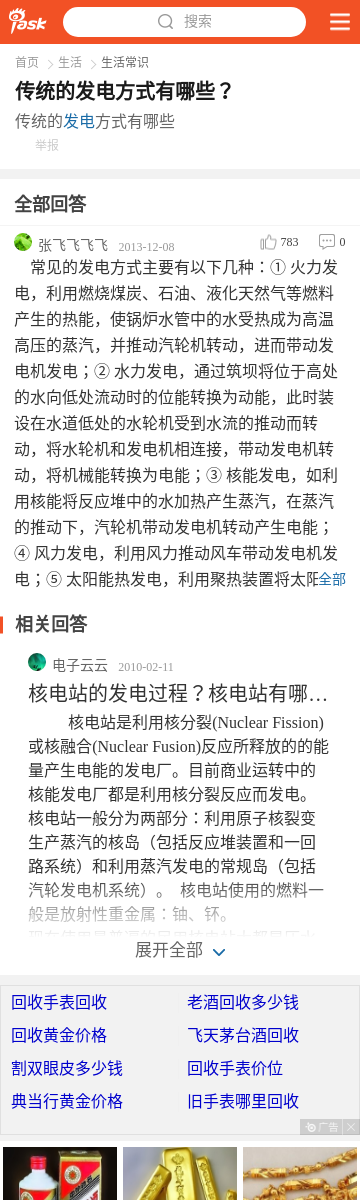 iask
搜索
首页 > 生活 > 生活常识
传统的发电方式有哪些？
传统的发电方式有哪些
举报
全部回答
张飞飞飞飞 2013-12-08 783 0
常见的发电方式主要有以下几种：① 火力发
电，利用燃烧煤炭、石油、液化天然气等燃料
产生的热能，使锅炉水管中的水受热成为高温
高压的蒸汽，并推动汽轮机转动，进而带动发
电机发电；② 水力发电，通过筑坝将位于高处
的水向低处流动时的位能转换为动能，此时装
设在水道低处的水轮机受到水流的推动而转
动，将水轮机和发电机相连接，带动发电机转
动，将机械能转换为电能；③ 核能发电，如利
用核能将反应堆中的水加热产生蒸汽，在蒸汽
的推动下，汽轮机带动发电机转动产生电能；
④ 风力发电，利用风力推动风车带动发电机发
电；⑤ 太阳能热发电，利用聚热装置将太阳全部
相关回答
电子云云 2010-02-11
核电站的发电过程？核电站有哪…
核电站是利用核分裂(Nuclear Fission)
或核融合(Nuclear Fusion)反应所释放的的能
量产生电能的发电厂。目前商业运转中的
核能发电厂都是利用核分裂反应而发电。
核电站一般分为两部分：利用原子核裂变
生产蒸汽的核岛（包括反应堆装置和一回
路系统）和利用蒸汽发电的常规岛（包括
汽轮发电机系统）。 核电站使用的燃料一
般是放射性重金属：铀、钚。
展开全部
回收手表回收 老酒回收多少钱
回收黄金价格 飞天茅台酒回收
割双眼皮多少钱 回收手表价位
典当行黄金价格 旧手表哪里回收
广告